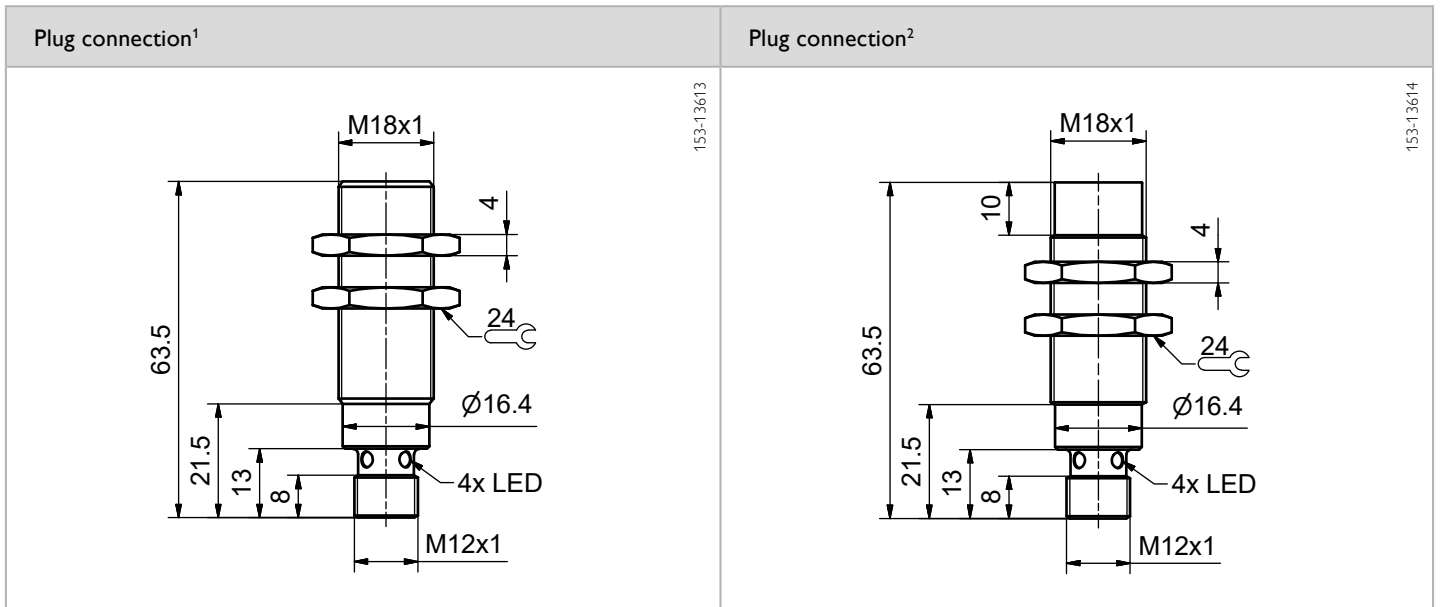 Plug connection¹
Plug connection²
153-13613
M18x1
4
63.5
24
Ø16.4
21.5
13
8
4x LED
M12x1
153-13614
M18x1
10
4
63.5
24
Ø16.4
21.5
13
8
4x LED
M12x1